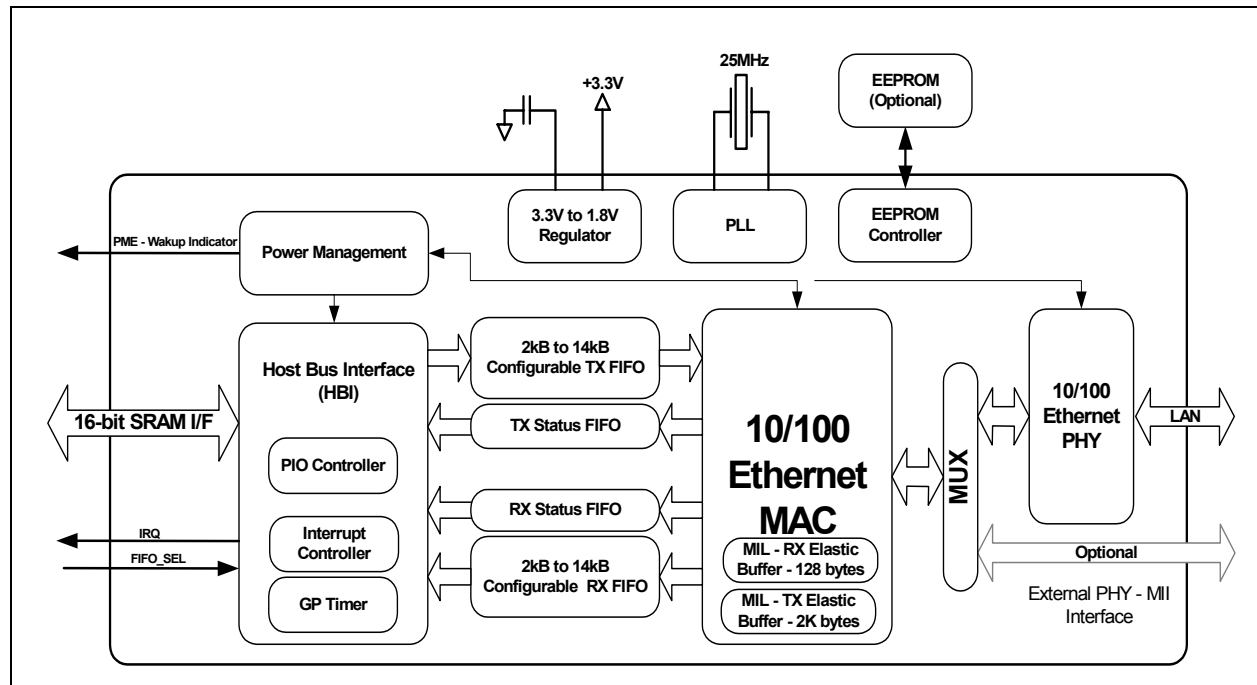 25MHz
+3.3V
EEPROM
(Optional)
3.3V to 1.8V
Regulator
PLL
EEPROM
Controller
PME - Wakup Indicator
Power Management
Host Bus Interface
(HBI)
2kB to 14kB
Configurable TX FIFO
16-bit SRAM I/F
TX Status FIFO
PIO Controller
RX Status FIFO
IRQ
FIFO_SEL
Interrupt
Controller
2kB to 14kB
Configurable RX FIFO
GP Timer
10/100
Ethernet
MAC
MIL - RX Elastic
Buffer - 128 bytes
MIL - TX Elastic
Buffer - 2K bytes
MUX
10/100
Ethernet
PHY
LAN
Optional
External PHY - MII
Interface